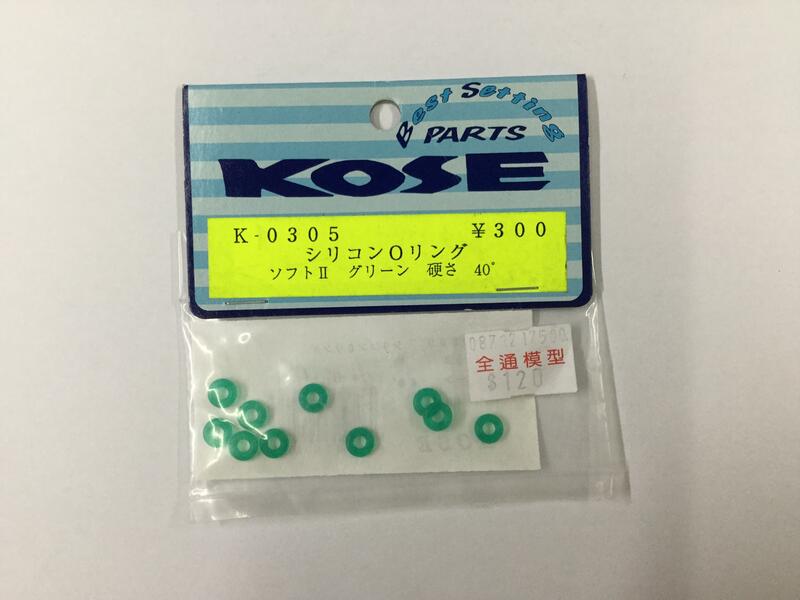 Best Setting
PARTS
KOSE
K-0305 ¥300
シリコンOリング
ソフトⅡ グリーン 硬さ 40°
全通模型
$120